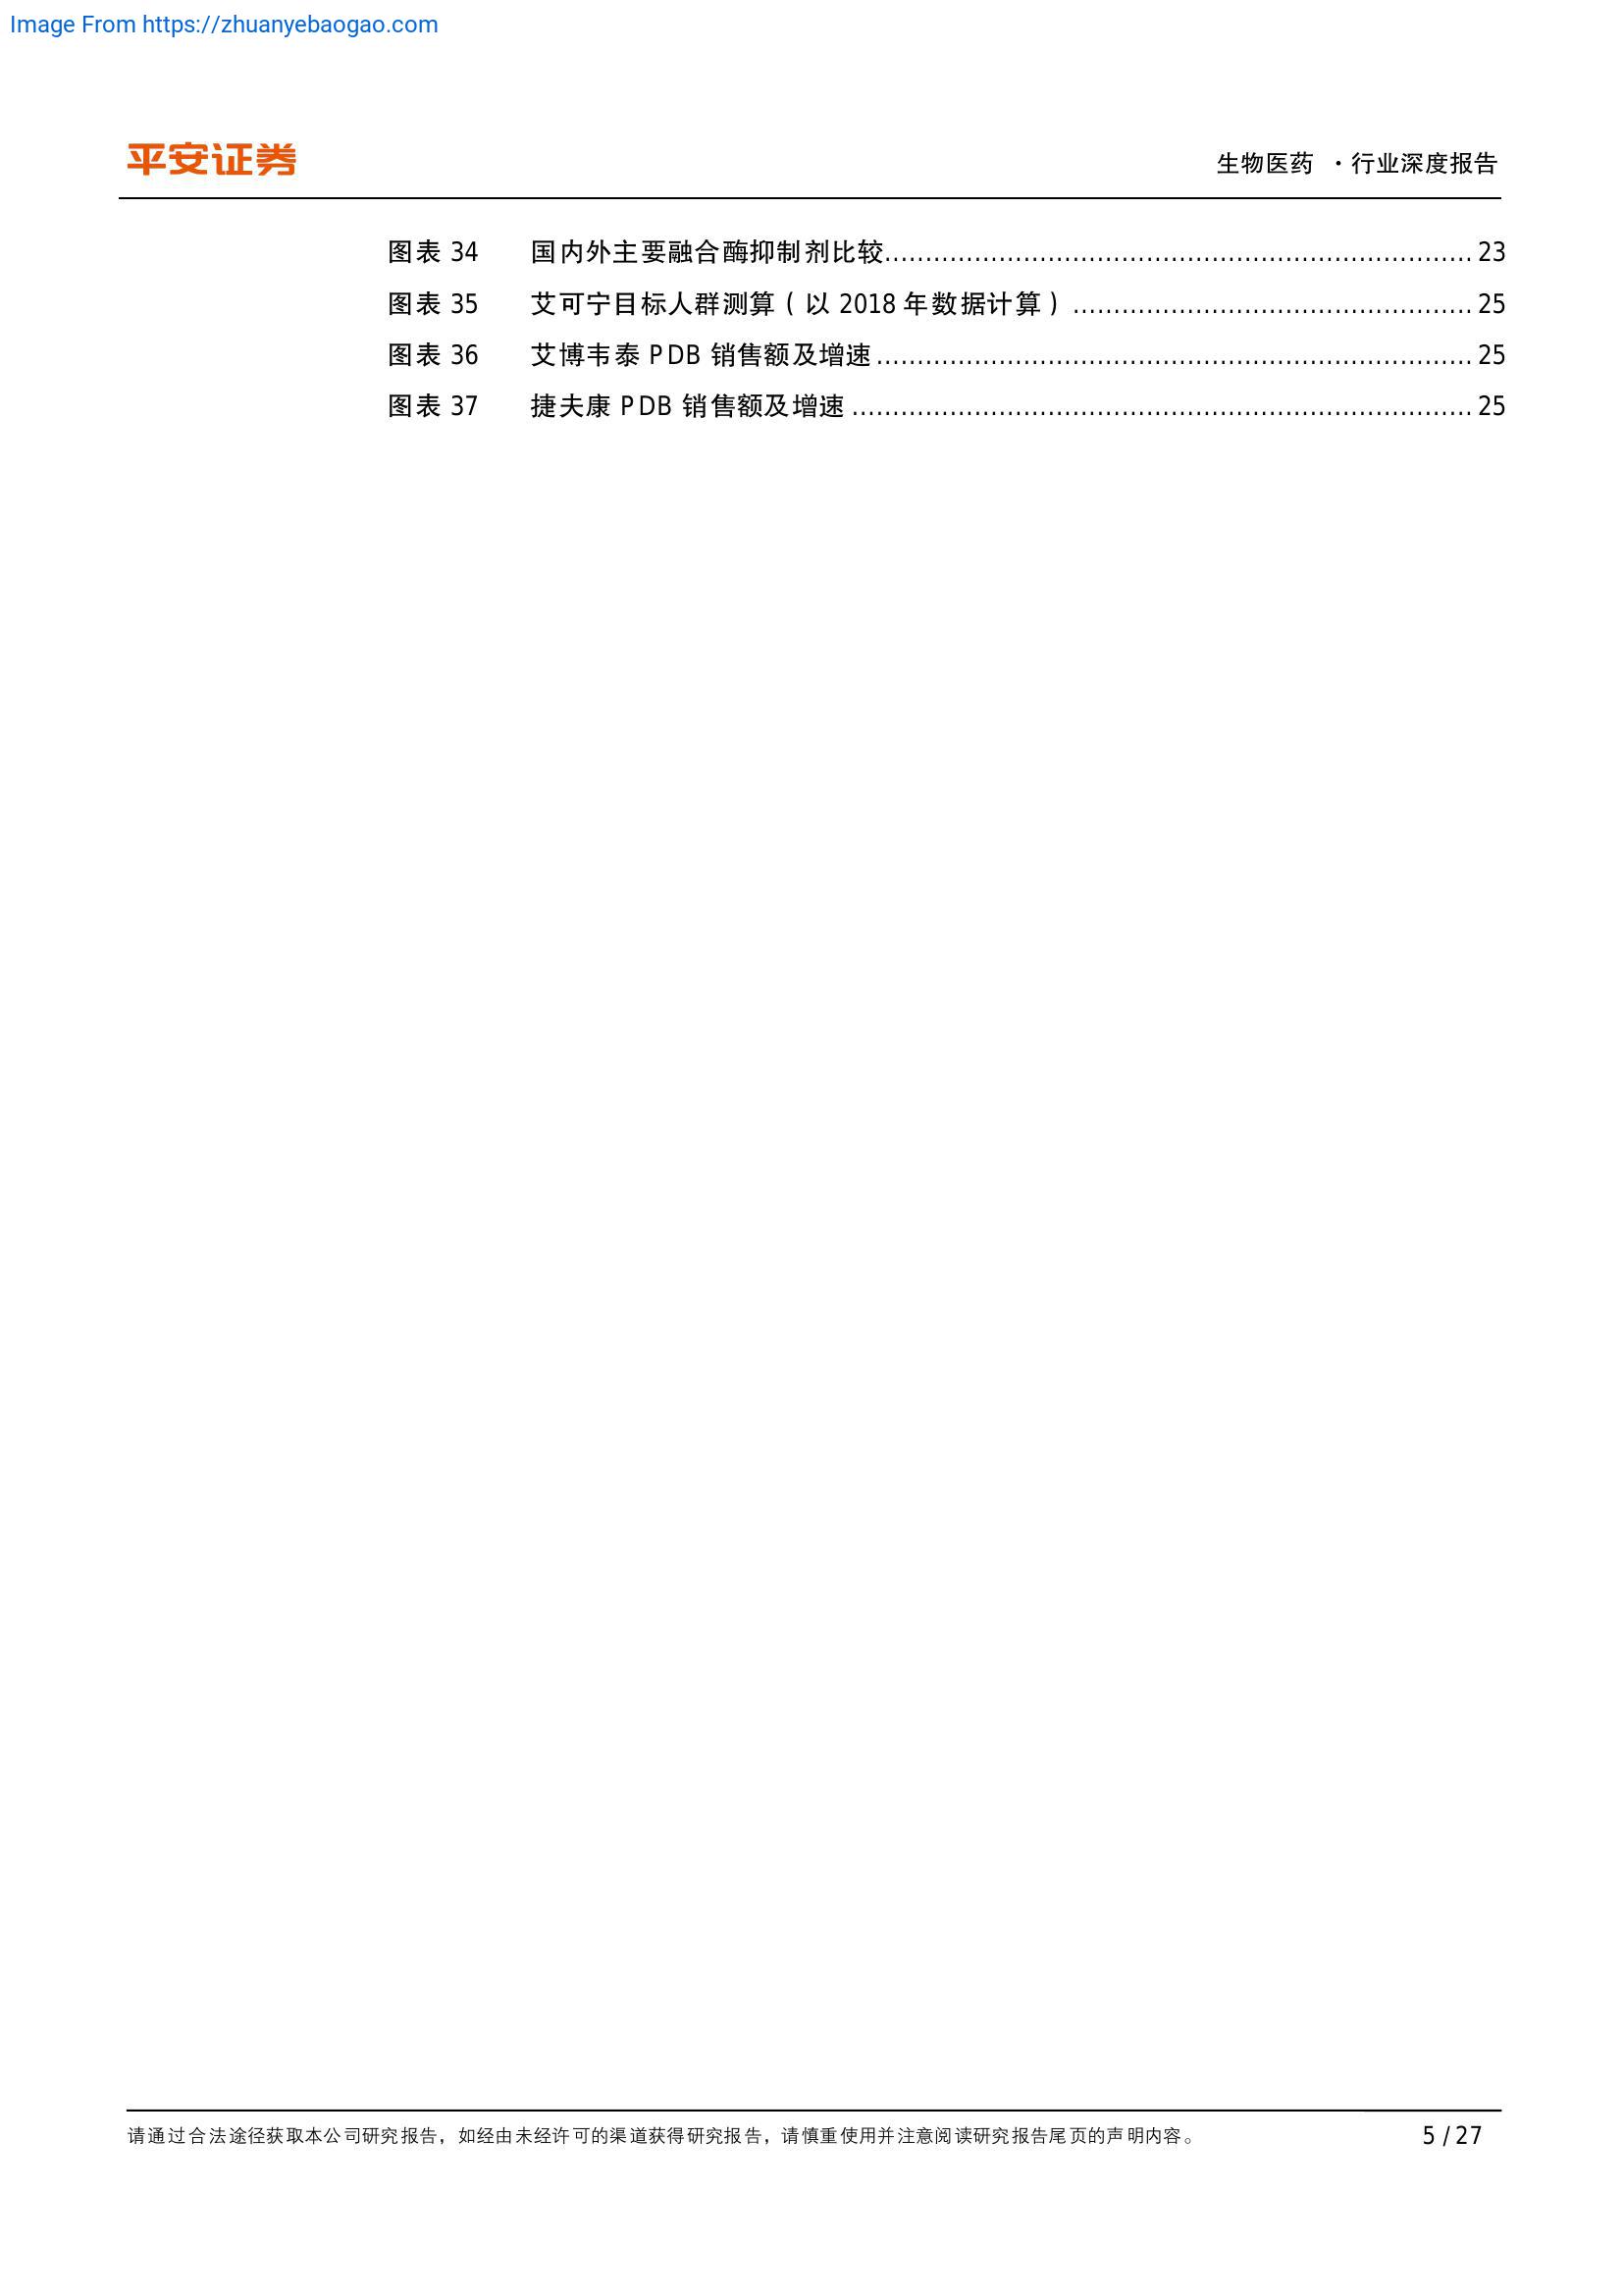 Image From https://zhuanyebaogao.com
平安证券
生物医药 ·行业深度报告
图表 34 国内外主要融合酶抑制剂比较........................................................................ 23
图表 35 艾可宁目标人群测算（以 2018 年数据计算） ................................................. 25
图表 36 艾博韦泰 PDB 销售额及增速 ......................................................................... 25
图表 37 捷夫康 PDB 销售额及增速 ............................................................................ 25
请通过合法途径获取本公司研究报告，如经由未经许可的渠道获得研究报告，请慎重使用并注意阅读研究报告尾页的声明内容。 5 / 27